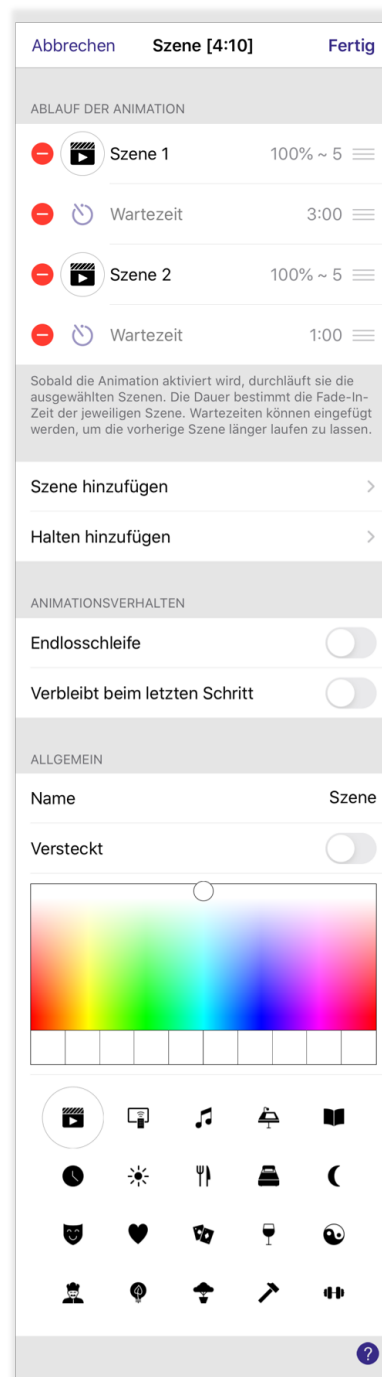 Abbrechen Szene [4:10] Fertig
ABLAUF DER ANIMATION
Szene 1 100% ~ 5
Wartezeit 3:00
Szene 2 100% ~ 5
Wartezeit 1:00
Sobald die Animation aktiviert wird, durchläuft sie die
ausgewählten Szenen. Die Dauer bestimmt die Fade-In-
Zeit der jeweiligen Szene. Wartezeiten können eingefügt
werden, um die vorherige Szene länger laufen zu lassen.
Szene hinzufügen
Halten hinzufügen
ANIMATIONSVERHALTEN
Endlosschleife
Verbleibt beim letzten Schritt
ALLGEMEIN
Name Szene
Versteckt
?